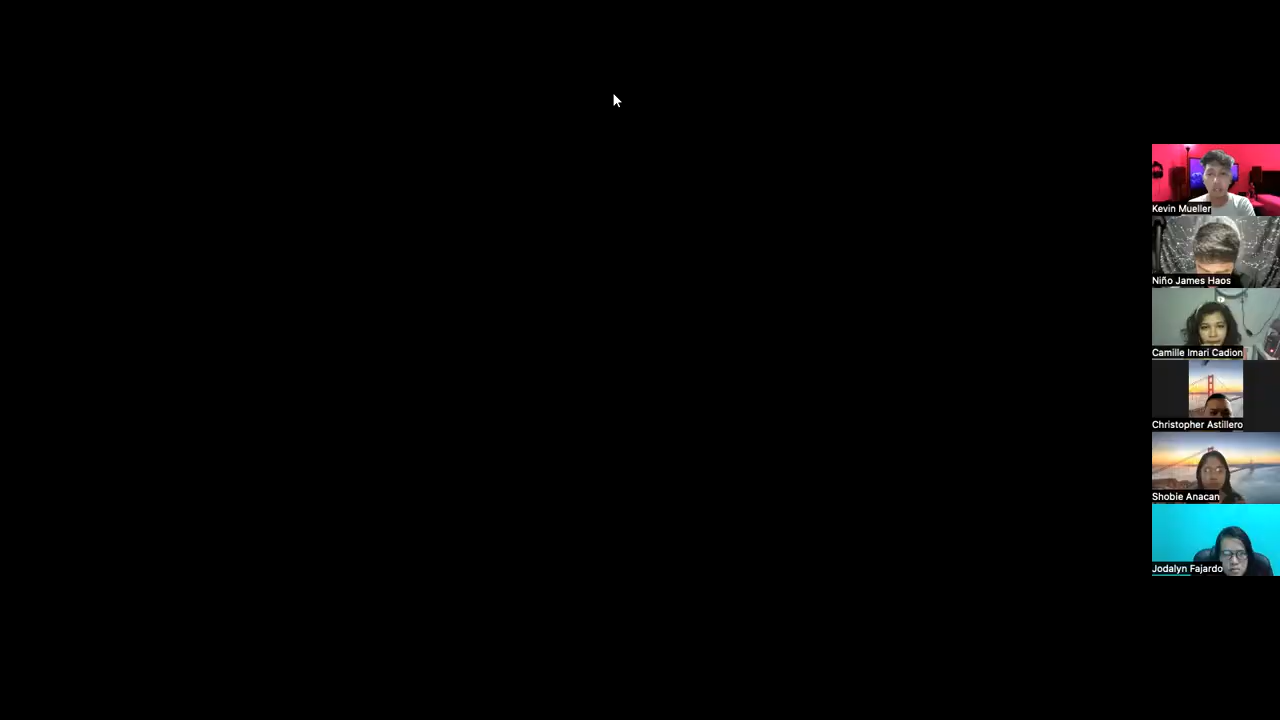 Kevin Mueller
Niño James Haos
Camille Imari Cadion
Christopher Astillero
Shobie Anacan
Jodalyn Fajardo